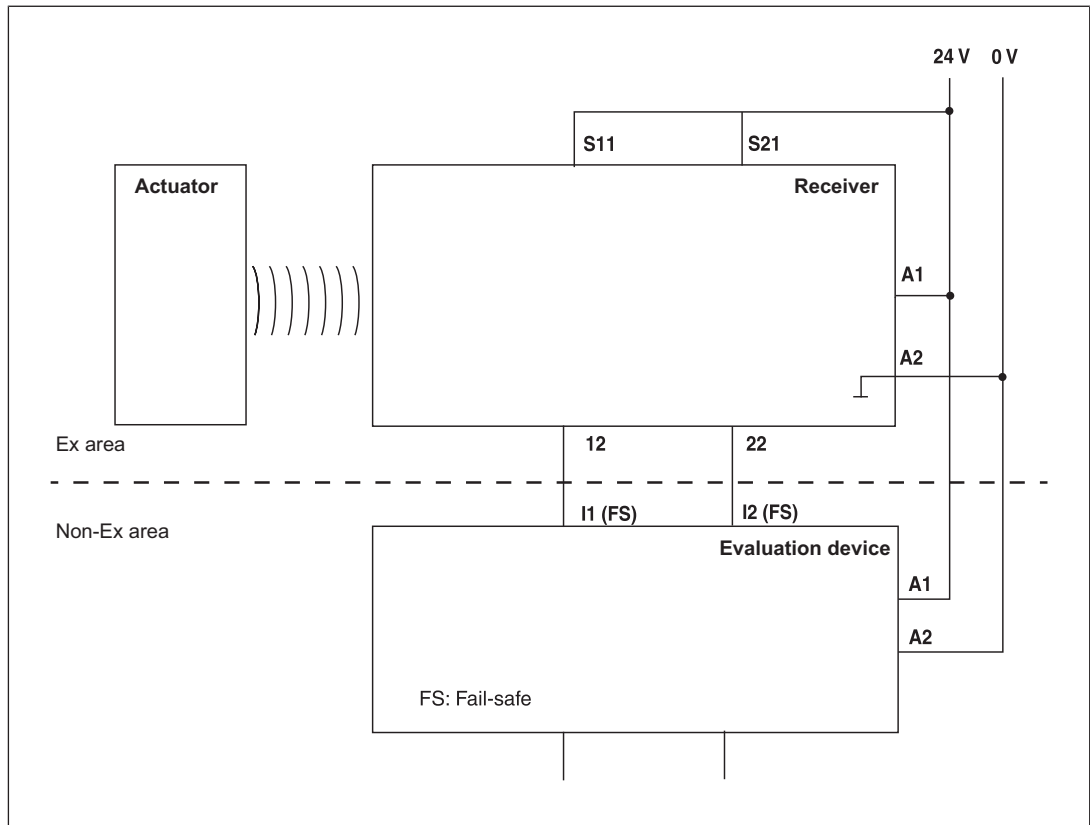 24 V 0 V
S11 S21
Actuator
Receiver
A1
A2
Ex area
12 22
I1 (FS) I2 (FS)
Non-Ex area
Evaluation device
A1
A2
FS: Fail-safe